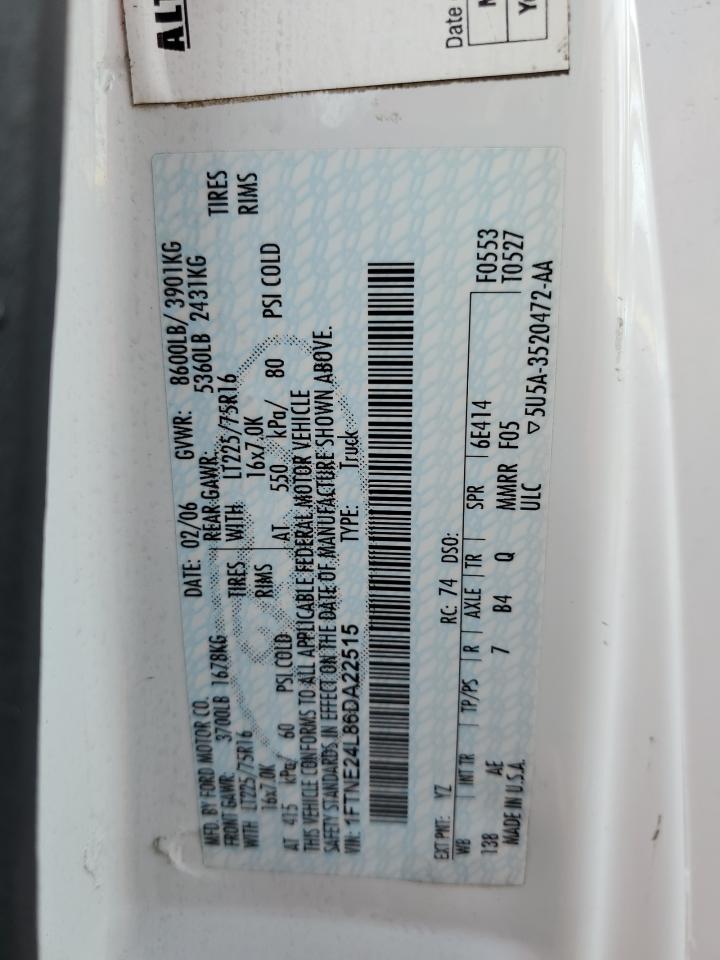 ALT
Date
MFD. BY FORD MOTOR CO.
DATE: 02/06
GVWR: 8600LB/ 3901KG
FRONT GAWR: 3700LB 1678KG
REAR GAWR: 5360LB 2431KG
WITH LT225/75R16 TIRES
WITH LT225/75R16 TIRES
16x7.0K RIMS
16x7.0K RIMS
AT 415 kPa/ 60 PSI COLD
AT 550 kPa/ 80 PSI COLD
THIS VEHICLE CONFORMS TO ALL APPLICABLE FEDERAL MOTOR VEHICLE
SAFETY STANDARDS IN EFFECT ON THE DATE OF MANUFACTURE SHOWN ABOVE.
VIN: 1FTNE24L86DA22515
TYPE: Truck
EXT PNT: YZ RC: 74 DSO:
WB INT TR TP/PS R AXLE TR SPR
138 AE 7 B4 Q MMRR 6E414
F0553
MADE IN U.S.A. ULC F05
T0527
▽5U5A-3520472-AA